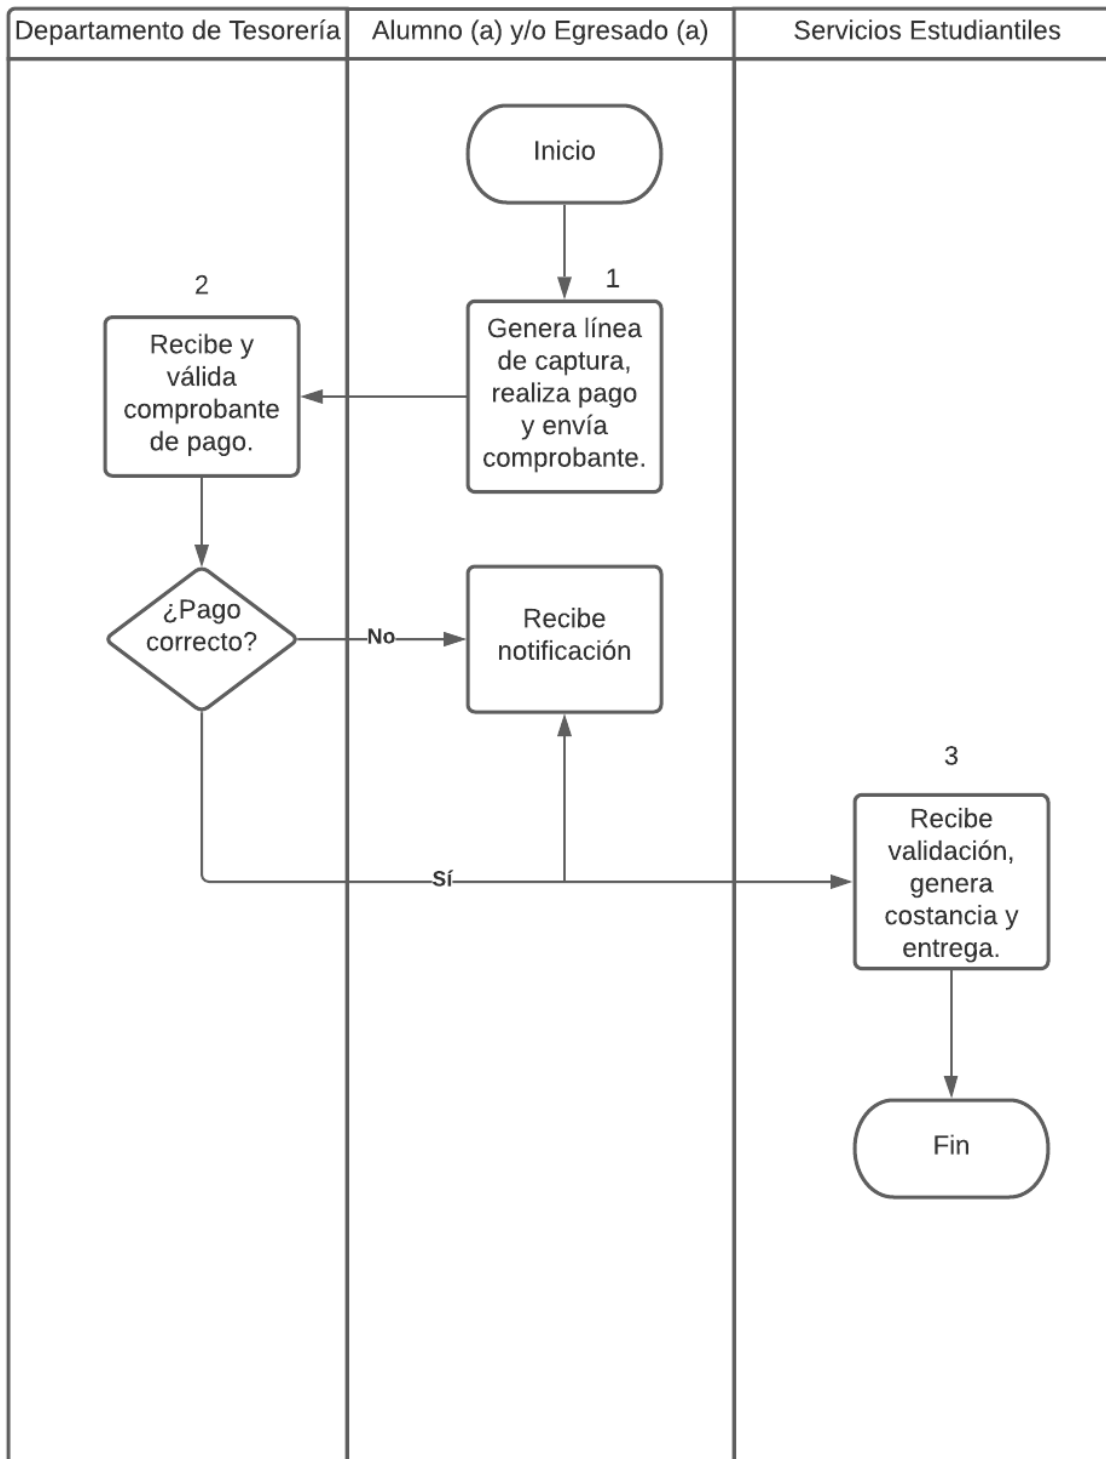 Departamento de Tesorería
Alumno (a) y/o Egresado (a)
Servicios Estudiantiles
Inicio
1
Genera línea
de captura,
realiza pago
y envía
comprobante.
2
Recibe y
válida
comprobante
de pago.
¿Pago
correcto?
No
Recibe
notificación
Sí
3
Recibe
validación,
genera
costancia y
entrega.
Fin